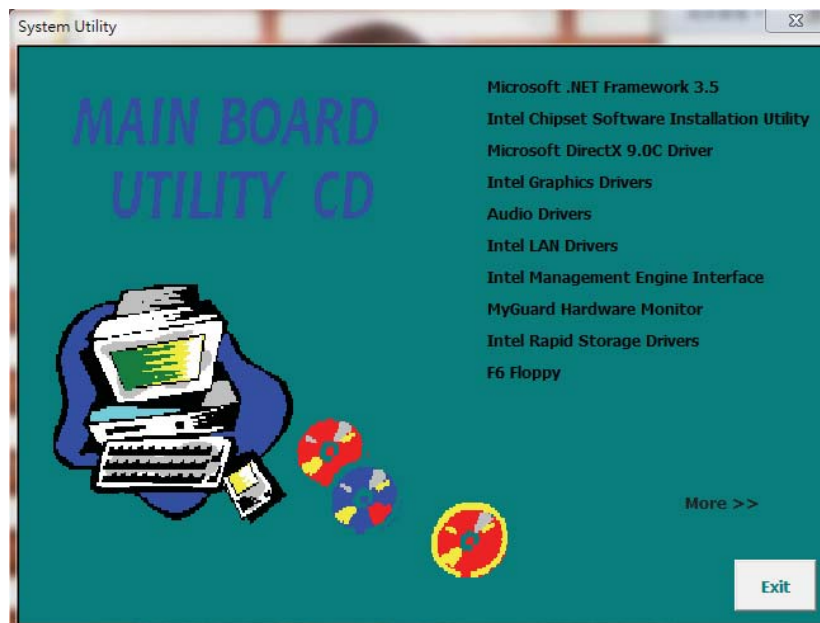 System Utility
MAIN BOARD
UTILITY CD
Microsoft .NET Framework 3.5
Intel Chipset Software Installation Utility
Microsoft DirectX 9.0C Driver
Intel Graphics Drivers
Audio Drivers
Intel LAN Drivers
Intel Management Engine Interface
MyGuard Hardware Monitor
Intel Rapid Storage Drivers
F6 Floppy
More >>
Exit